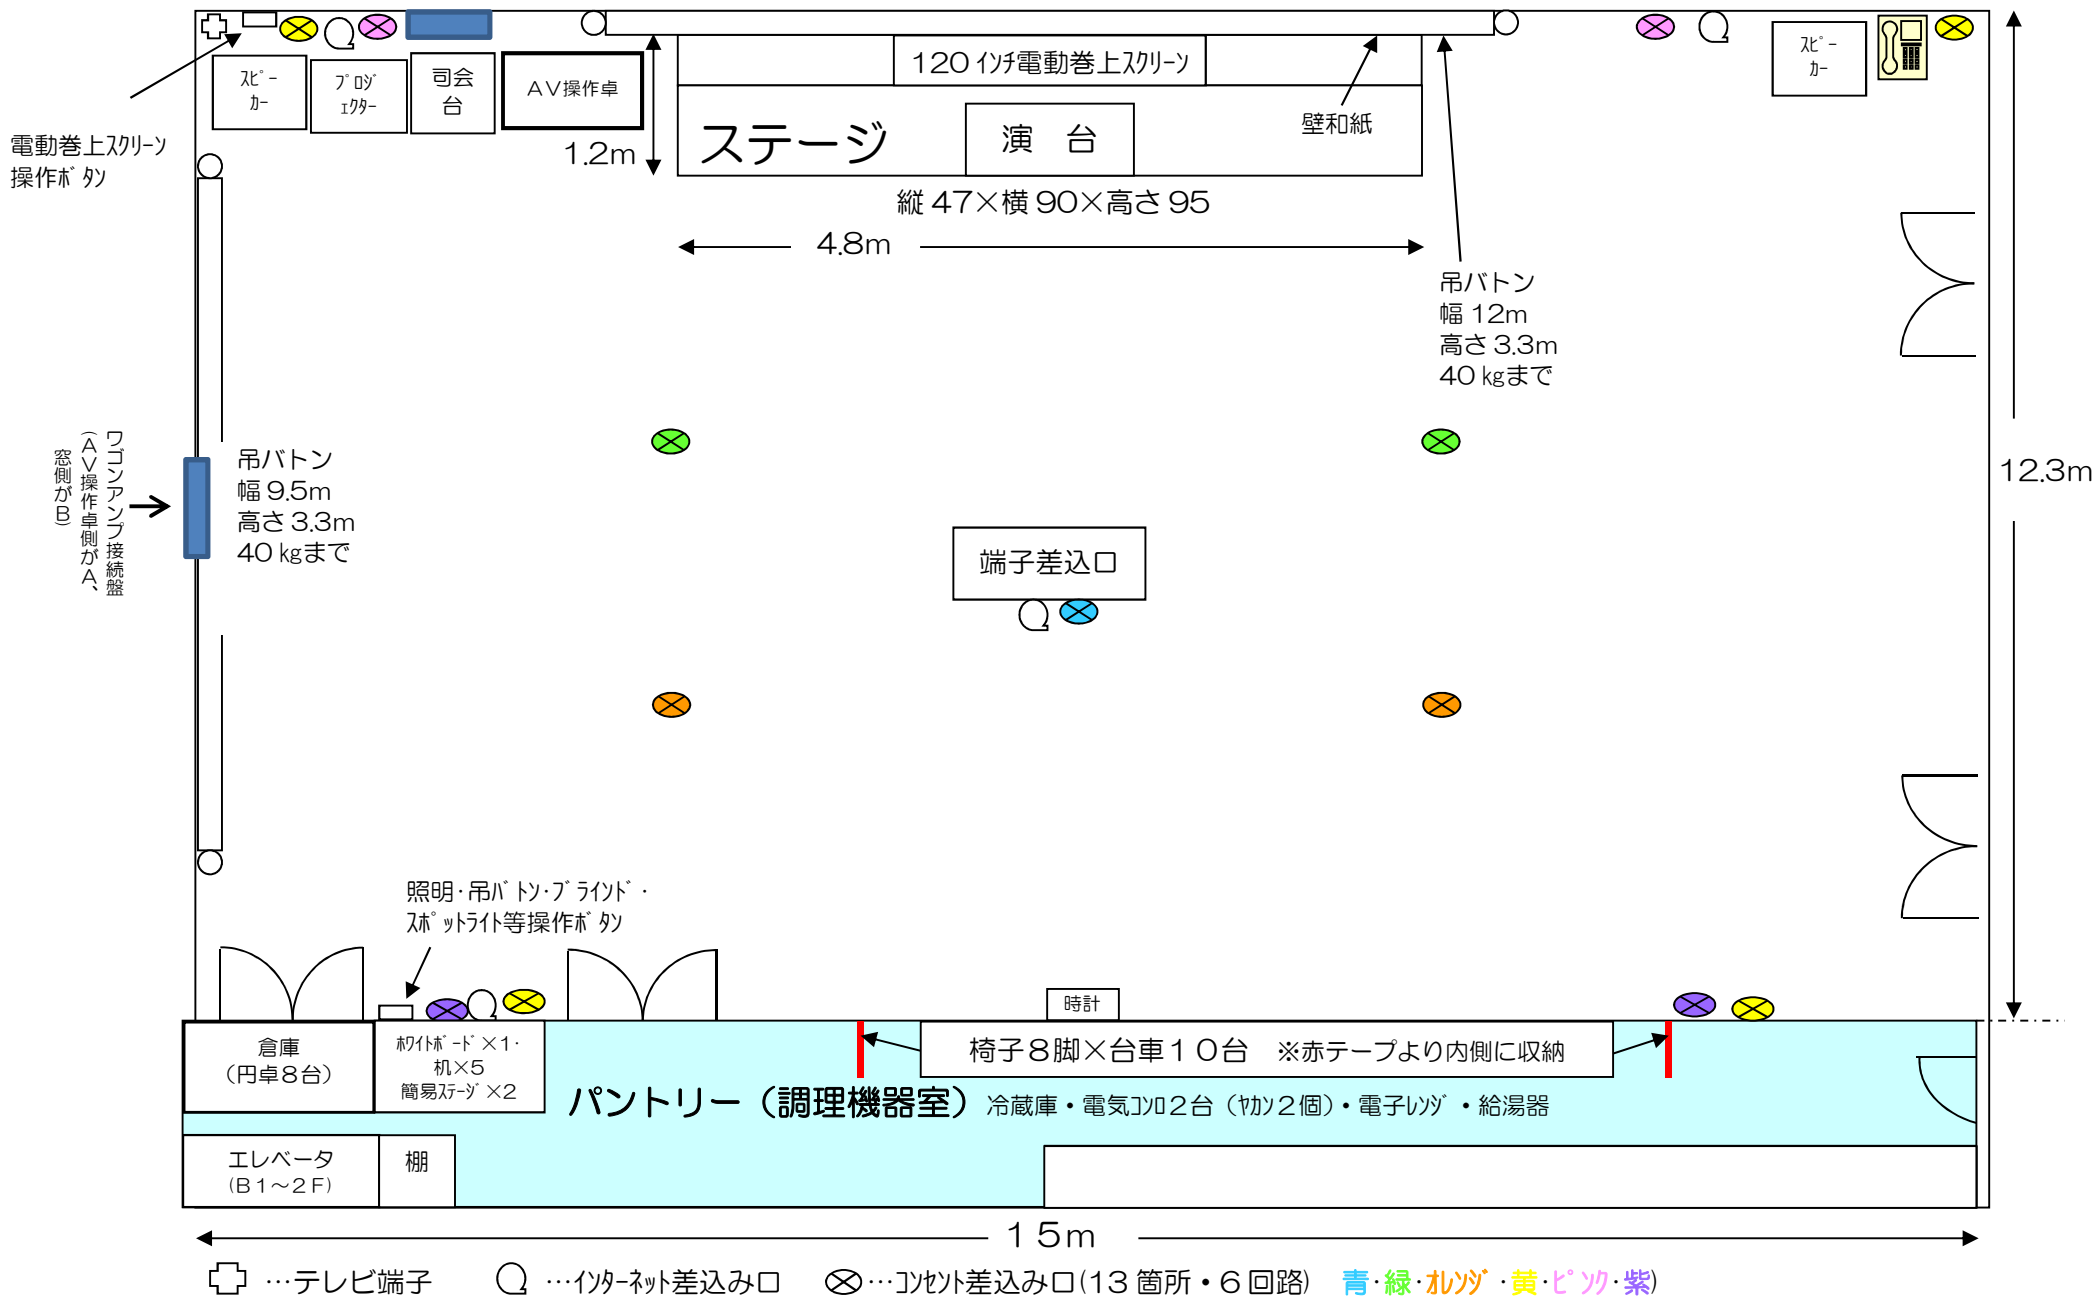 電動巻上ｽｸﾘｰﾝ
操作ﾎﾞﾀﾝ
ｽﾋﾟｰ
ｶｰ
ﾌﾟﾛｼﾞ
ｪｸﾀｰ
司会
台
ＡＶ操作卓
1.2m
120 ｲﾝﾁ電動巻上ｽｸﾘｰﾝ
ステージ
演　台
縦 47×横 90×高さ 95
4.8m
壁和紙
吊バトン
幅 12m
高さ 3.3m
40 ㎏まで
ｽﾋﾟｰ
ｶｰ
12.3m
ワゴンアンプ接続盤
（ＡＶ操作卓側がＡ、
窓側がＢ）
吊バトン
幅 9.5m
高さ 3.3m
40 ㎏まで
端子差込口
照明･吊ﾊﾞﾄﾝ･ﾌﾞﾗｲﾝﾄﾞ･
ｽﾎﾟｯﾄﾗｲﾄ等操作ﾎﾞﾀﾝ
時計
倉庫
（円卓８台）
ﾎﾜｲﾄﾎﾞｰﾄﾞ×1･
机×5
簡易ｽﾃｰｼﾞ×2
椅子８脚×台車１０台　※赤テープより内側に収納
パントリー（調理機器室）冷蔵庫・電気ｺﾝﾛ２台（ﾔｶﾝ２個）・電子ﾚﾝｼﾞ・給湯器
エレベータ
（Ｂ１～２Ｆ）
棚
１５m
…テレビ端子　…ｲﾝﾀｰﾈｯﾄ差込み口　…ｺﾝｾﾝﾄ差込み口(13 箇所・６回路)　青･緑･ｵﾚﾝｼﾞ･黄･ﾋﾟﾝｸ･紫)